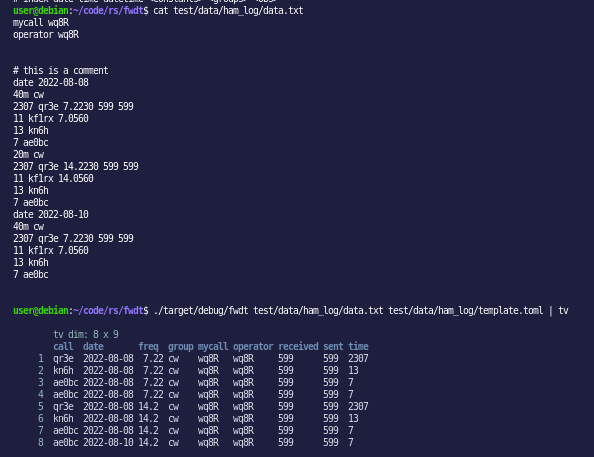 user@debian:~/code/rs/fwdt$ cat test/data/ham_log/data.txt
mycall wq8R
operator wq8R
# this is a comment
date 2022-08-08
40m cw
2307 qr3e 7.2230 599 599
11 kf1rx 7.0560
13 kn6h
7 ae0bc
20m cw
2307 qr3e 14.2230 599 599
11 kf1rx 14.0560
13 kn6h
7 ae0bc
date 2022-08-10
40m cw
2307 qr3e 7.2230 599 599
11 kf1rx 7.0560
13 kn6h
7 ae0bc
user@debian:~/code/rs/fwdt$ ./target/debug/fwdt test/data/ham_log/data.txt test/data/ham_log/template.toml | tv
tv dim: 8 x 9
call date freq group mycall operator received sent time
1 qr3e 2022-08-08 7.22 cw wq8R wq8R 599 599 2307
2 kn6h 2022-08-08 7.22 cw wq8R wq8R 599 599 13
3 ae0bc 2022-08-08 7.22 cw wq8R wq8R 599 599 7
4 ae0bc 2022-08-08 7.22 cw wq8R wq8R 599 599 7
5 qr3e 2022-08-08 14.2 cw wq8R wq8R 599 599 2307
6 kn6h 2022-08-08 14.2 cw wq8R wq8R 599 599 13
7 ae0bc 2022-08-08 14.2 cw wq8R wq8R 599 599 7
8 ae0bc 2022-08-10 14.2 cw wq8R wq8R 599 599 7